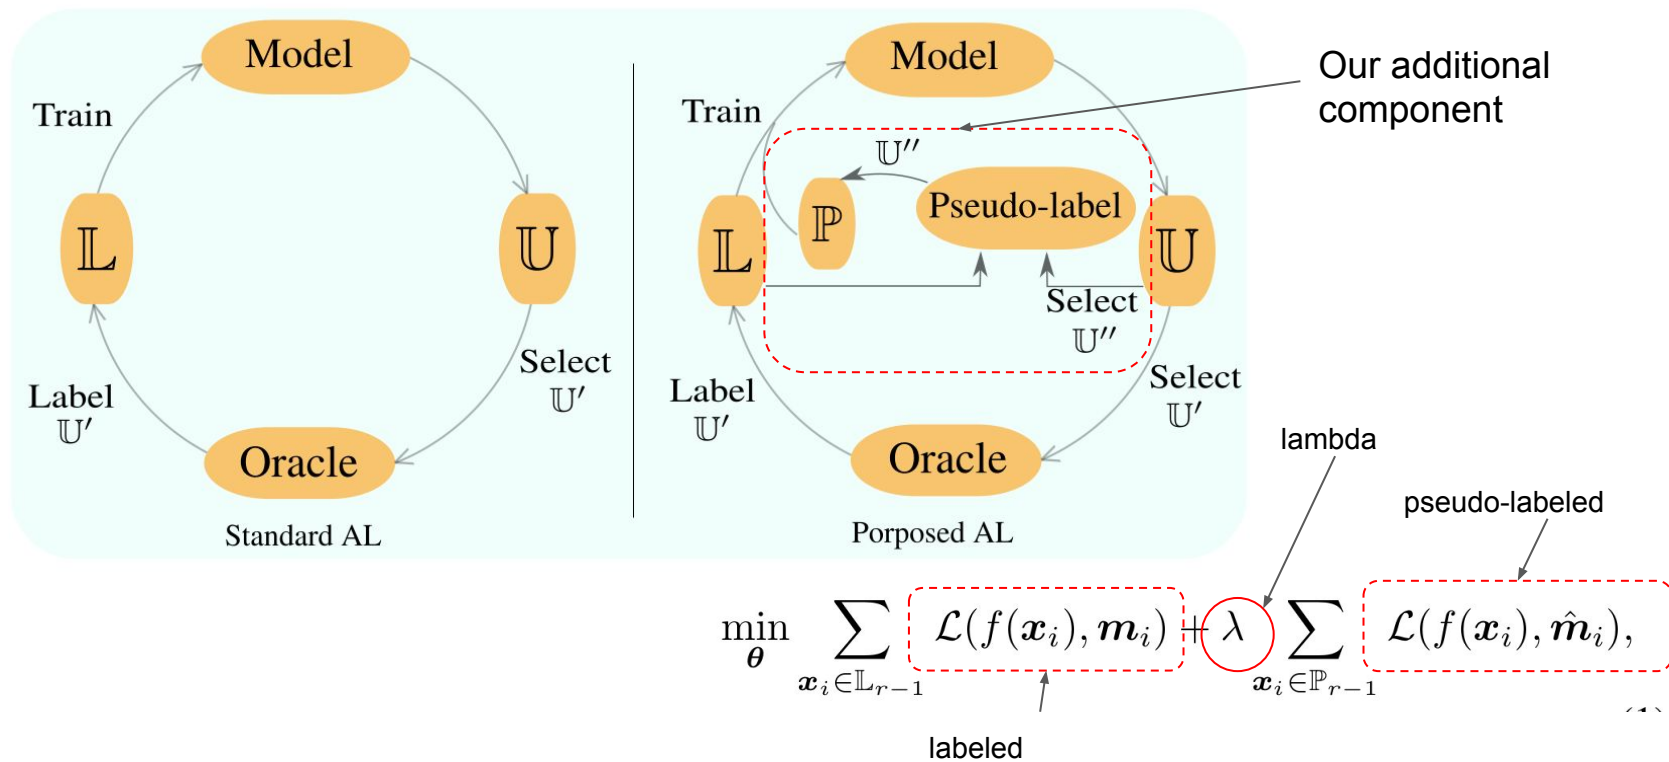 Model
Train
𝕃
𝕌
Select
𝕌′
Label
𝕌′
Oracle
Standard AL
Model
Train
𝕌′′
Pseudo-label
ℙ
𝕃
𝕌
Select
𝕌′′
Label
𝕌′
Select
𝕌′
Oracle
Porposed AL
Our additional
component
lambda
pseudo-labeled
min_θ ∑_{x_i∈𝕃_{r−1}} ℒ(f(x_i), m_i) + λ ∑_{x_i∈ℙ_{r−1}} ℒ(f(x_i), m̂_i),
labeled